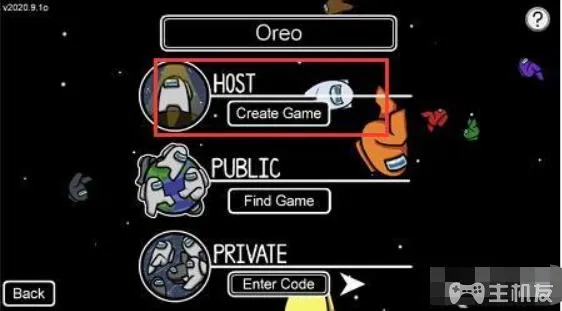 v2020.9.1c
?
Oreo
HOST
Create Game
PUBLIC
Find Game
PRIVATE
Enter Code
Back
主机友